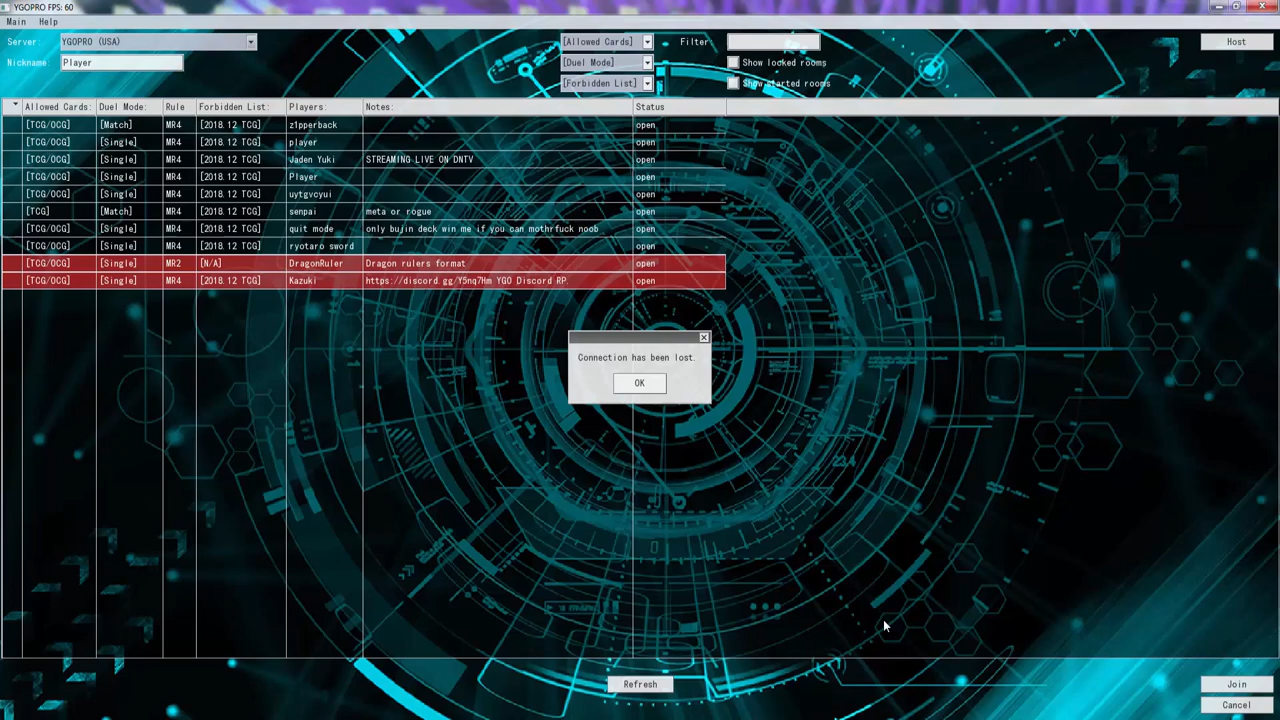 YGOPRO FPS: 60
Main Help
Server: YGOPRO (USA) [Allowed Cards] Filter Host
Nickname: Player [Duel Mode] Show locked rooms
[Forbidden List] Show started rooms
Allowed Cards: Duel Mode: Rule Forbidden List: Players: Notes: Status
[TCG/OCG] [Match] MR4 [2018.12 TCG] z1pperback open
[TCG/OCG] [Single] MR4 [2018.12 TCG] player open
[TCG/OCG] [Single] MR4 [2018.12 TCG] Jaden Yuki STREAMING LIVE ON DNTV open
[TCG/OCG] [Single] MR4 [2018.12 TCG] Player open
[TCG/OCG] [Single] MR4 [2018.12 TCG] uytgvcyui open
[TCG] [Match] MR4 [2018.12 TCG] senpai meta or rogue open
[TCG/OCG] [Single] MR4 [2018.12 TCG] quit mode only bujin deck win me if you can mothrfuck noob open
[TCG/OCG] [Single] MR4 [2018.12 TCG] ryotaro sword open
[TCG/OCG] [Single] MR2 [N/A] DragonRuler Dragon rulers format open
[TCG/OCG] [Single] MR4 [2018.12 TCG] Kazuki https://discord.gg/Y5nq7Hm YGO Discord RP. open
Connection has been lost.
OK
23.4
Refresh Join
Cancel